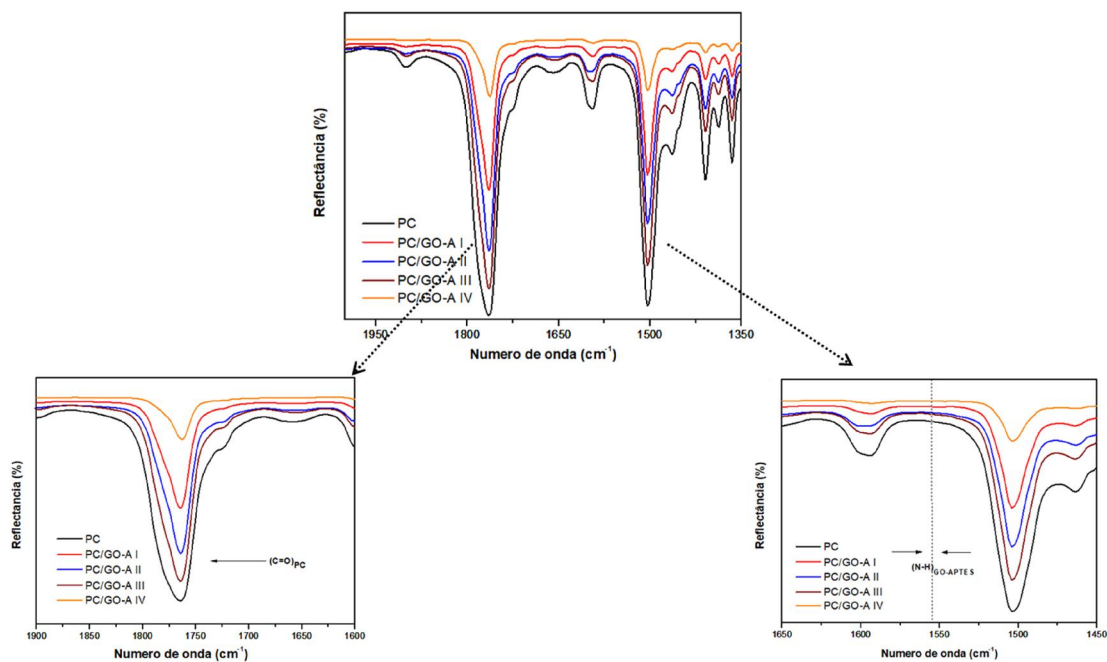 Reflectância (%)
PC
PC/GO-A I
PC/GO-A II
PC/GO-A III
PC/GO-A IV
1950 1800 1650 1500 1350
Numero de onda (cm-1)
Reflectancia (%)
PC
PC/GO-A I
PC/GO-A II
PC/GO-A III
PC/GO-A IV
(C=O)PC
1900 1850 1800 1750 1700 1650 1600
Numero de onda (cm-1)
Reflectância (%)
PC
PC/GO-A I
PC/GO-A II
PC/GO-A III
PC/GO-A IV
(N-H)GO-APTES
1650 1600 1550 1500 1450
Numero de onda (cm-1)